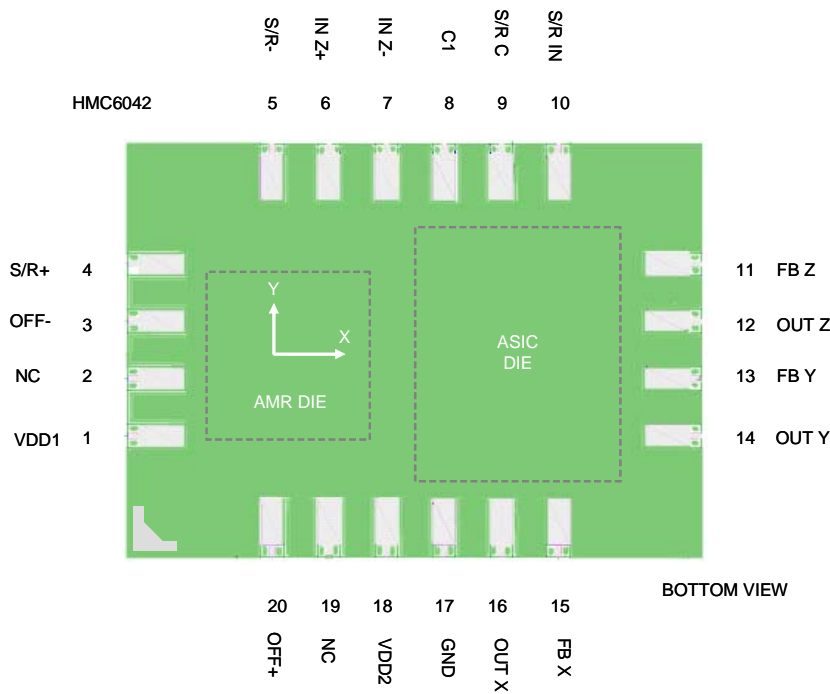 S/R-
IN Z+
IN Z-
C1
S/R C
S/R IN
HMC6042
5
6
7
8
9
10
S/R+ 4
OFF- 3
NC 2
VDD1 1
Y
X
AMR DIE
ASIC
DIE
11 FB Z
12 OUT Z
13 FB Y
14 OUT Y
BOTTOM VIEW
20
19
18
17
16
15
OFF+
NC
VDD2
GND
OUT X
FB X